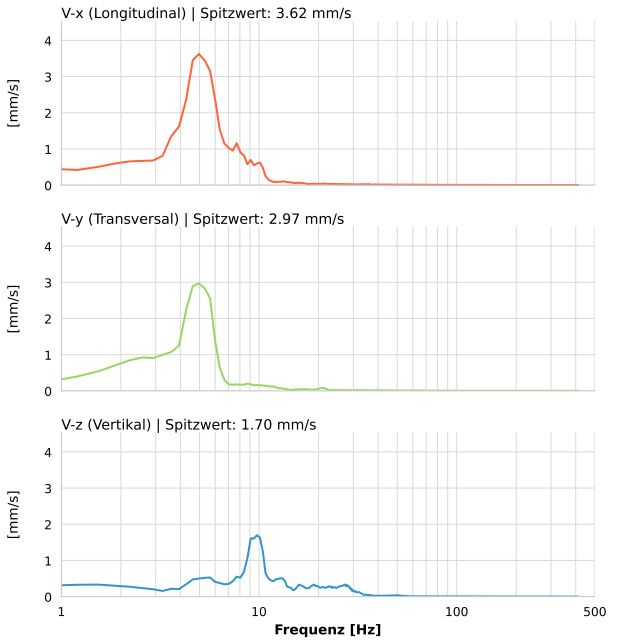 V-x (Longitudinal) | Spitzwert: 3.62 mm/s
4
3
2
1
0
[mm/s]
V-y (Transversal) | Spitzwert: 2.97 mm/s
4
3
2
1
0
[mm/s]
V-z (Vertikal) | Spitzwert: 1.70 mm/s
4
3
2
1
0
[mm/s]
1 10 100 500
Frequenz [Hz]